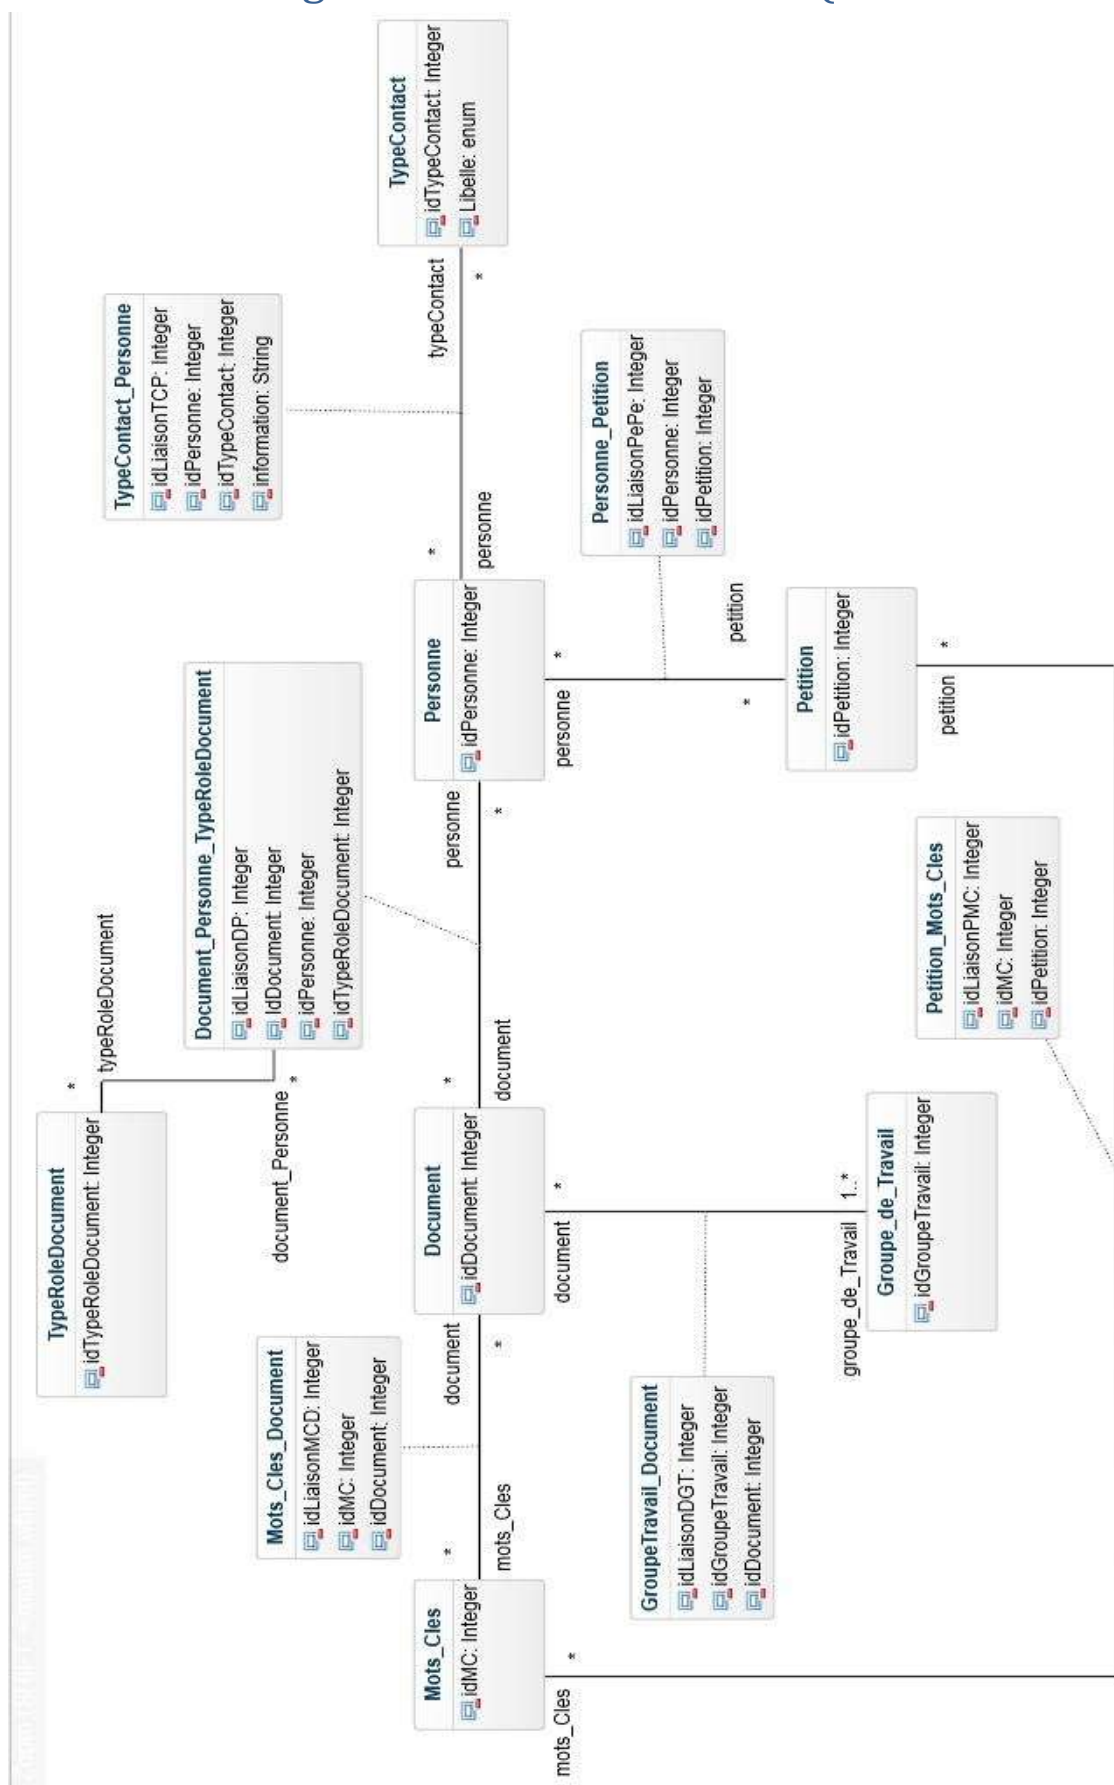 TypeRoleDocument
idTypeRoleDocument: Integer
*
typeRoleDocument
document_Personne
*
Document_Personne_TypeRoleDocument
idLiaisonDP: Integer
IdDocument: Integer
idPersonne: Integer
idTypeRoleDocument: Integer
TypeContact_Personne
idLiaisonTCP: Integer
idPersonne: Integer
idTypeContact: Integer
information: String
Mots_Cles_Document
idLiaisonMCD: Integer
idMC: Integer
idDocument: Integer
TypeContact
idTypeContact: Integer
Libelle: enum
Mots_Cles
idMC: Integer
*
mots_Cles
document
*
Document
idDocument: Integer
*
document
personne
*
Personne
idPersonne: Integer
*
personne
typeContact
*
mots_Cles
*
document
*
personne
*
GroupeTravail_Document
idLiaisonDGT: Integer
idGroupeTravail: Integer
idDocument: Integer
Personne_Petition
idLiaisonPePe: Integer
idPersonne: Integer
idPetition: Integer
groupe_de_Travail
1..*
*
petition
Groupe_de_Travail
idGroupeTravail: Integer
Petition
idPetition: Integer
Petition_Mots_Cles
idLiaisonPMC: Integer
idMC: Integer
idPetition: Integer
petition
*